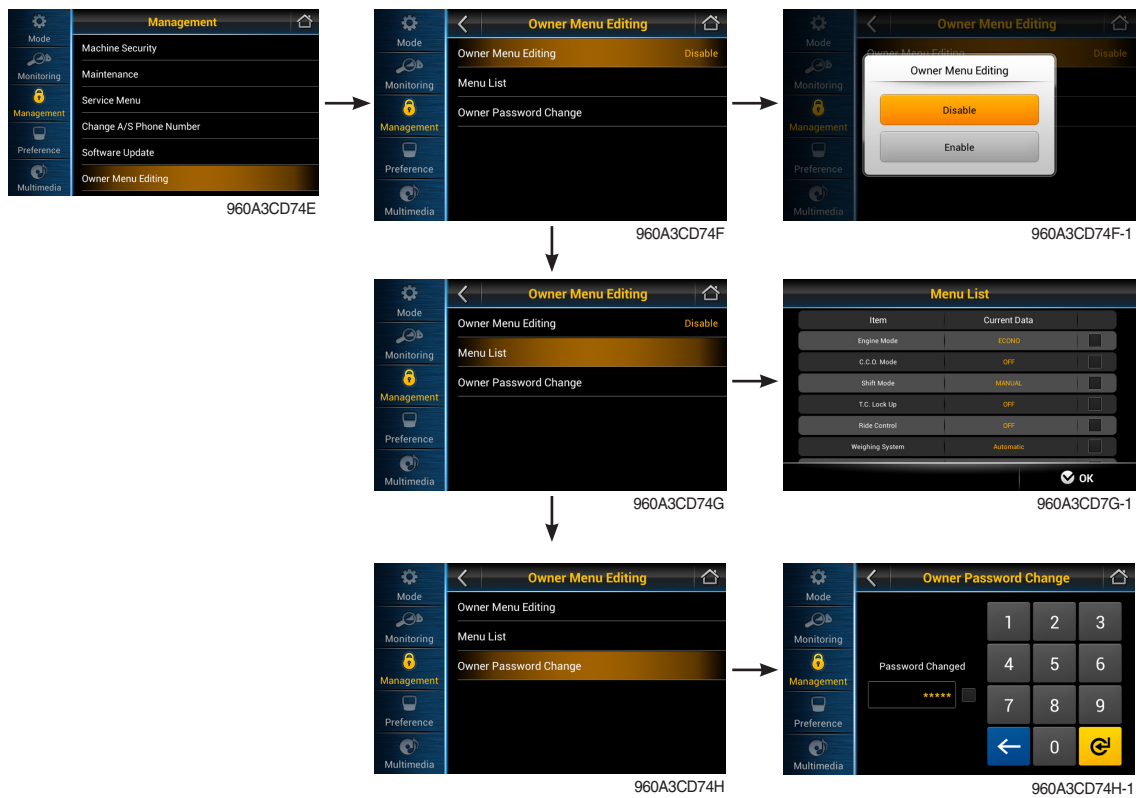 Management
Mode
Monitoring
Management
Preference
Multimedia
Machine Security
Maintenance
Service Menu
Change A/S Phone Number
Software Update
Owner Menu Editing
960A3CD74E
Owner Menu Editing
Mode
Monitoring
Management
Preference
Multimedia
Owner Menu Editing Disable
Menu List
Owner Password Change
960A3CD74F
Owner Menu Editing
Mode
Monitoring
Management
Preference
Multimedia
Owner Menu Editing Disable
Owner Menu Editing
Disable
Enable
960A3CD74F-1
Owner Menu Editing
Mode
Monitoring
Management
Preference
Multimedia
Owner Menu Editing Disable
Menu List
Owner Password Change
960A3CD74G
Menu List
Item Current Data
Engine Mode ECONO
C.C.O. Mode OFF
Shift Mode MANUAL
T.C. Lock Up OFF
Ride Control OFF
Weighing System Automatic
OK
960A3CD7G-1
Owner Menu Editing
Mode
Monitoring
Management
Preference
Multimedia
Owner Menu Editing
Menu List
Owner Password Change
960A3CD74H
Owner Password Change
Mode
Monitoring
Management
Preference
Multimedia
Password Changed
*****
1 2 3
4 5 6
7 8 9
0
960A3CD74H-1